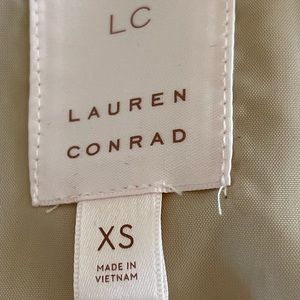 LC
LAUREN
CONRAD
XS
MADE IN
VIETNAM